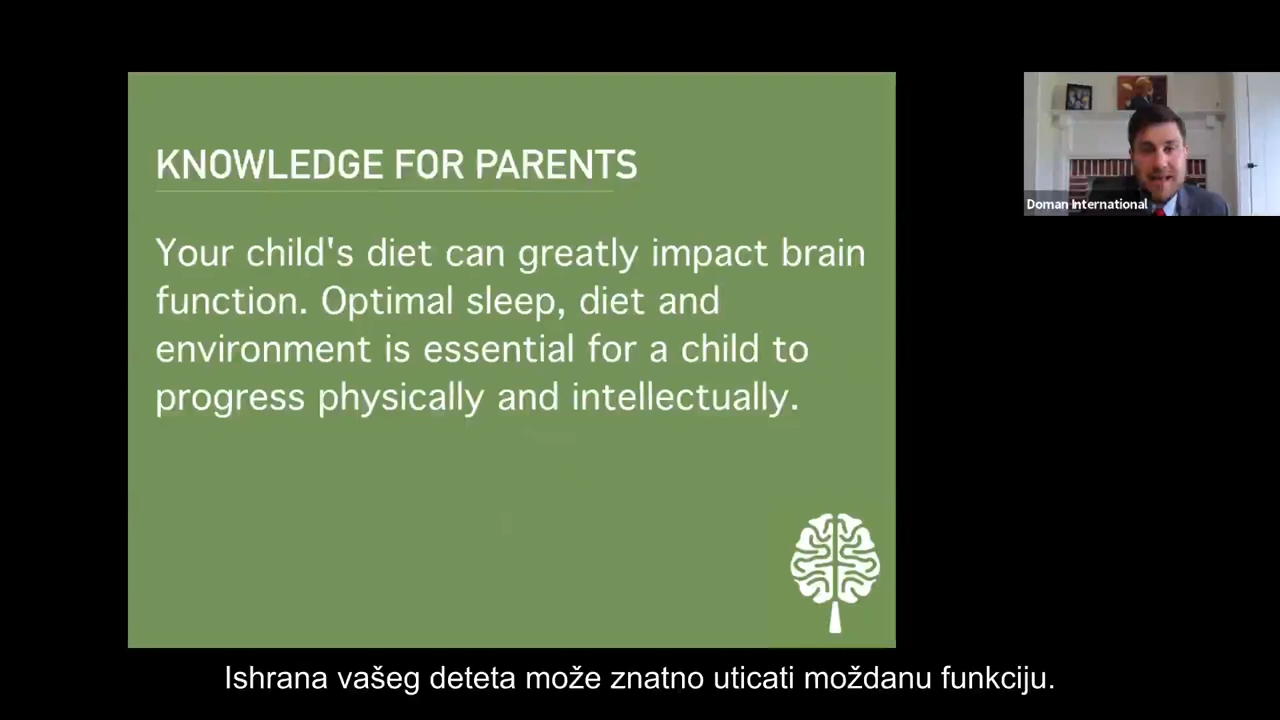 KNOWLEDGE FOR PARENTS
Your child's diet can greatly impact brain
function. Optimal sleep, diet and
environment is essential for a child to
progress physically and intellectually.
Doman International
Ishrana vašeg deteta može znatno uticati moždanu funkciju.